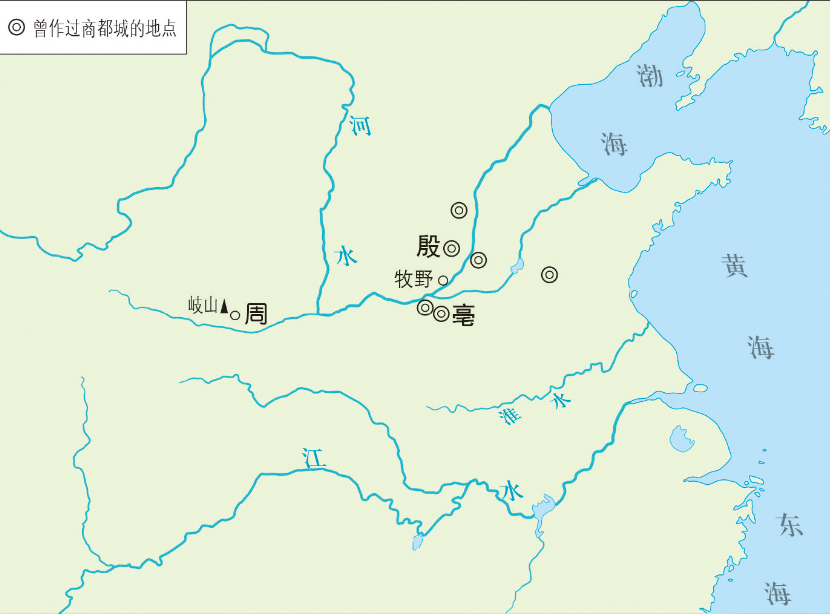 曾作过商都城的地点
渤海
河水
殷
牧野
岐山
周
亳
黄海
淮水
江水
东海